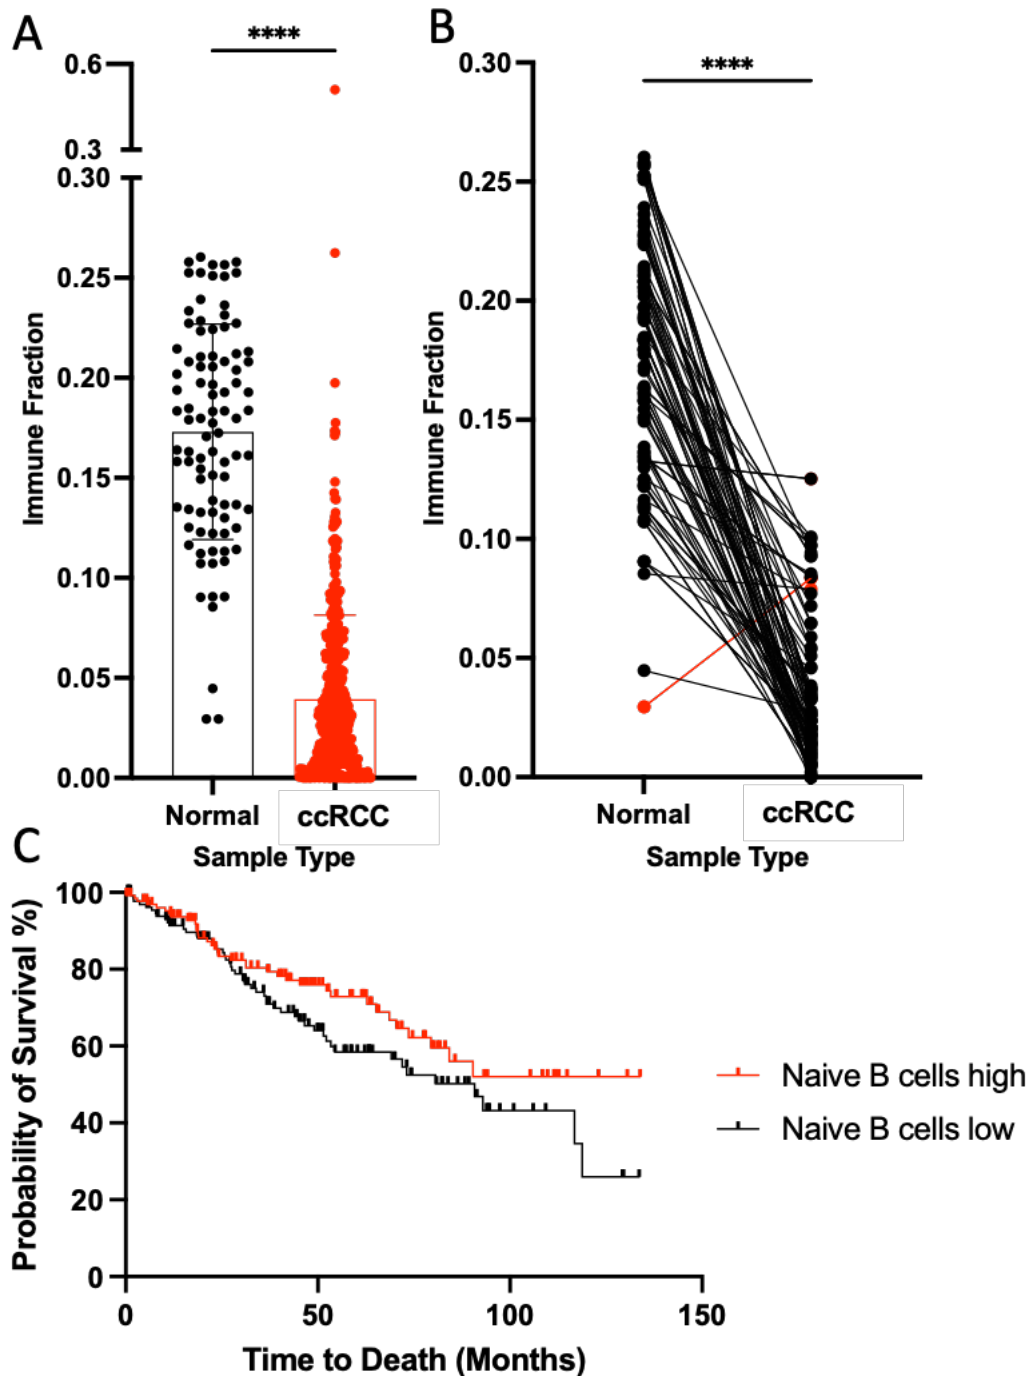 A
****
0.6
0.3
0.30
0.25
0.20
0.15
0.10
0.05
0.00
Immune Fraction
Normal
ccRCC
Sample Type
B
****
0.30
0.25
0.20
0.15
0.10
0.05
0.00
Immune Fraction
Normal
ccRCC
Sample Type
C
100
80
60
40
20
0
Probability of Survival %)
0
50
100
150
Time to Death (Months)
Naive B cells high
Naive B cells low